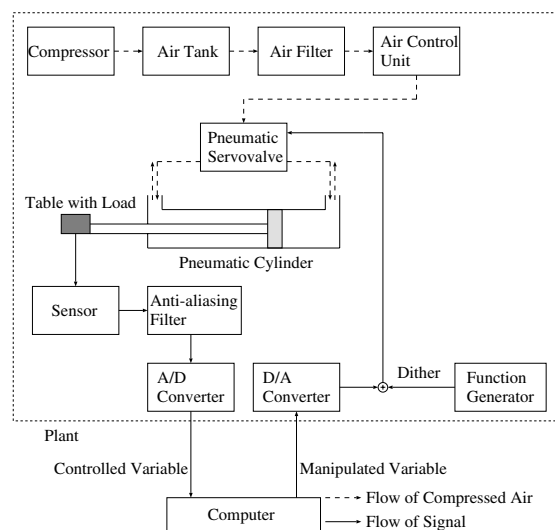 Compressor
Air Tank
Air Filter
Air Control
Unit
Pneumatic
Servovalve
Table with Load
Pneumatic Cylinder
Sensor
Anti-aliasing
Filter
A/D
Converter
D/A
Converter
Dither
Function
Generator
Plant
Controlled Variable
Manipulated Variable
Computer
Flow of Compressed Air
Flow of Signal